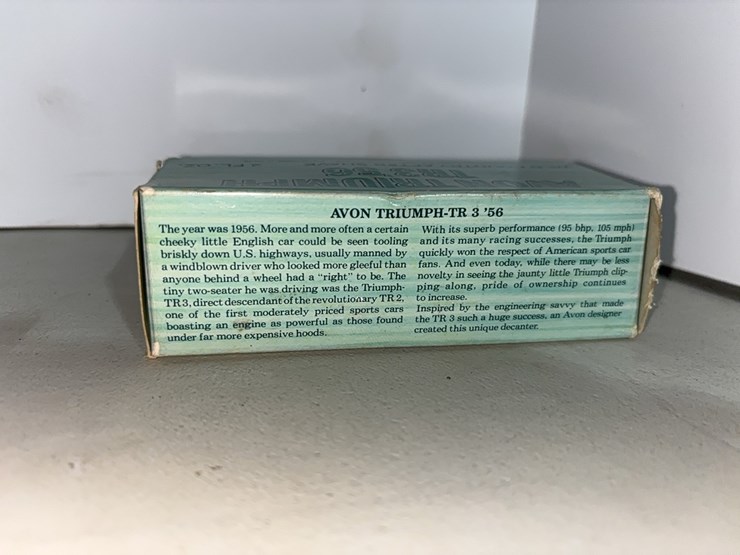 AVON TRIUMPH-TR 3 '56
The year was 1956. More and more often a certain
cheeky little English car could be seen tooling
briskly down U.S. highways, usually manned by
a windblown driver who looked more gleeful than
anyone behind a wheel had a "right" to be. The
tiny two-seater he was driving was the Triumph-
TR3, direct descendant of the revolutionary TR 2,
one of the first moderately priced sports cars
boasting an engine as powerful as those found
under far more expensive hoods.
With its superb performance (95 bhp, 105 mph)
and its many racing successes, the Triumph
quickly won the respect of American sports car
fans. And even today, while there may be less
novelty in seeing the jaunty little Triumph clip-
ping along, pride of ownership continues
to increase.
Inspired by the engineering savvy that made
the TR 3 such a huge success, an Avon designer
created this unique decanter.